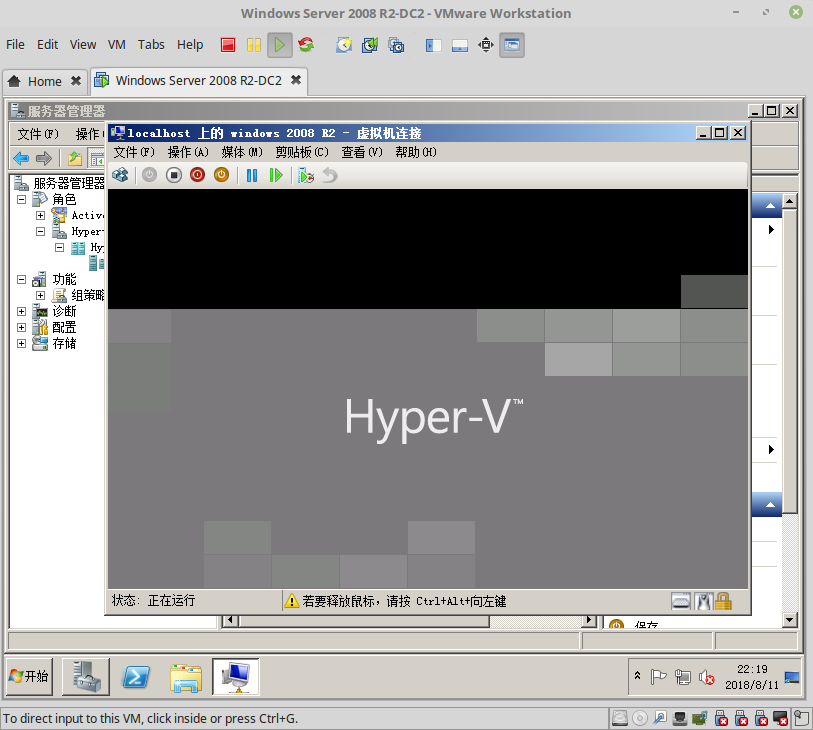 Windows Server 2008 R2-DC2 - VMware Workstation
File Edit View VM Tabs Help
Home Windows Server 2008 R2-DC2
服务器管理器
文件(F) 操作
localhost 上的 windows 2008 R2 - 虚拟机连接
文件(F) 操作(A) 媒体(M) 剪贴板(C) 查看(V) 帮助(H)
服务器管理器
角色
Activ
Hyper-
Hy
功能
组策略
诊断
配置
存储
Hyper-V™
状态: 正在运行
若要释放鼠标，请按 Ctrl+Alt+向左键
保存
开始
22:19
2018/8/11
To direct input to this VM, click inside or press Ctrl+G.